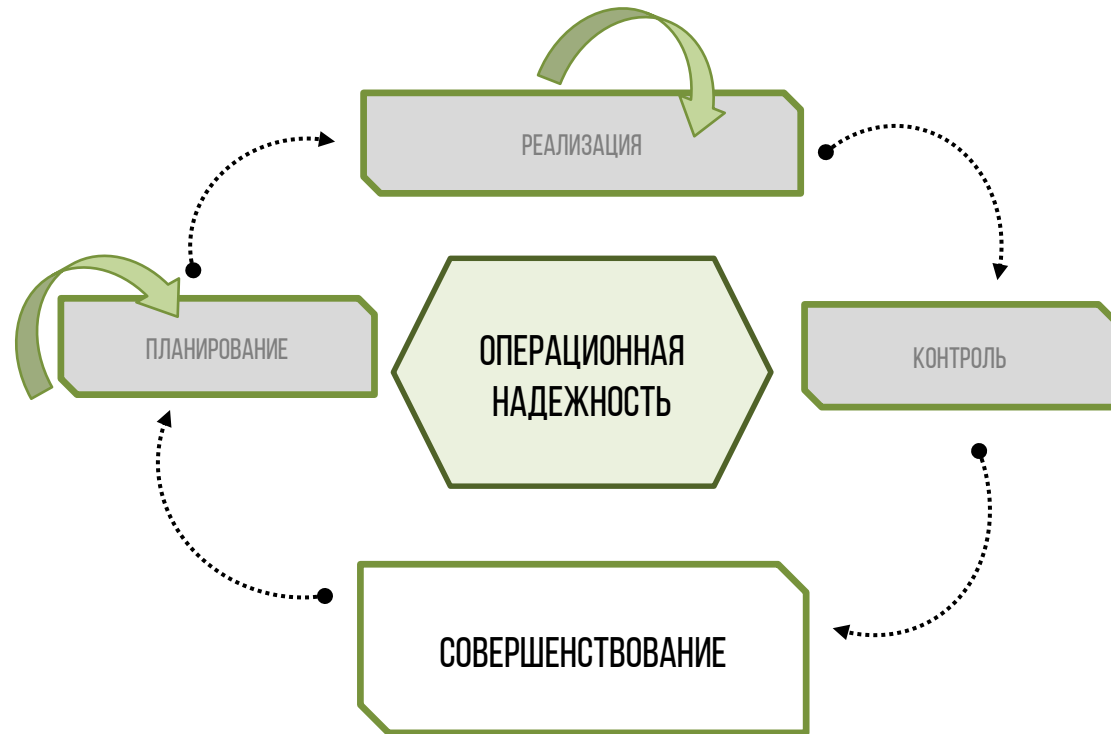 РЕАЛИЗАЦИЯ
ПЛАНИРОВАНИЕ
ОПЕРАЦИОННАЯ
НАДЕЖНОСТЬ
КОНТРОЛЬ
СОВЕРШЕНСТВОВАНИЕ